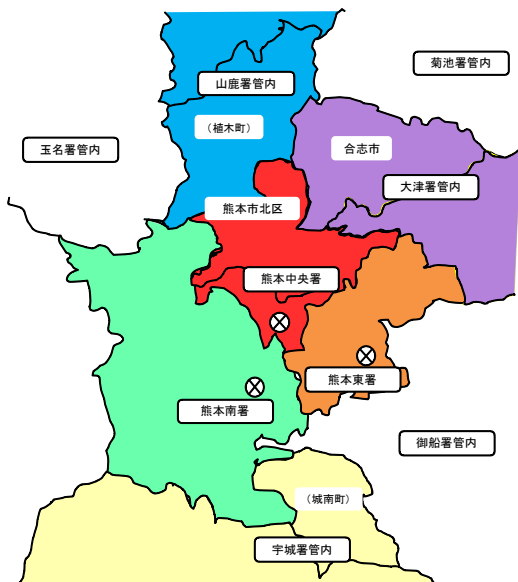 菊池署管内
山鹿署管内
（植木町）
玉名署管内
合志市
大津署管内
熊本市北区
熊本中央署
熊本東署
熊本南署
御船署管内
（城南町）
宇城署管内